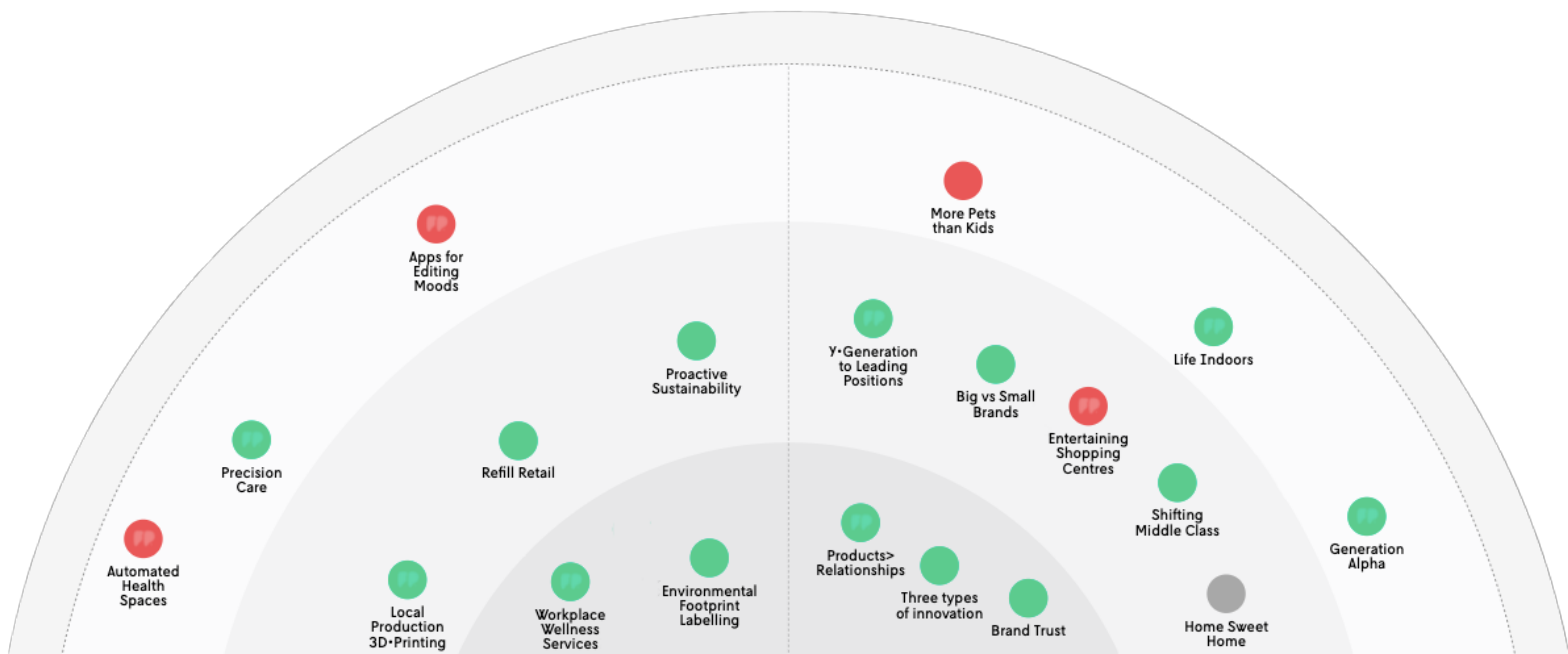 More Pets
than Kids
Apps for
Editing
Moods
Y•Generation
to Leading
Positions
Life Indoors
Proactive
Sustainability
Big vs Small
Brands
Entertaining
Shopping
Centres
Precision
Care
Refill Retail
Shifting
Middle Class
Generation
Alpha
Automated
Health
Spaces
Products>
Relationships
Environmental
Footprint
Labelling
Three types
of innovation
Local
Production
3D•Printing
Workplace
Wellness
Services
Brand Trust
Home Sweet
Home